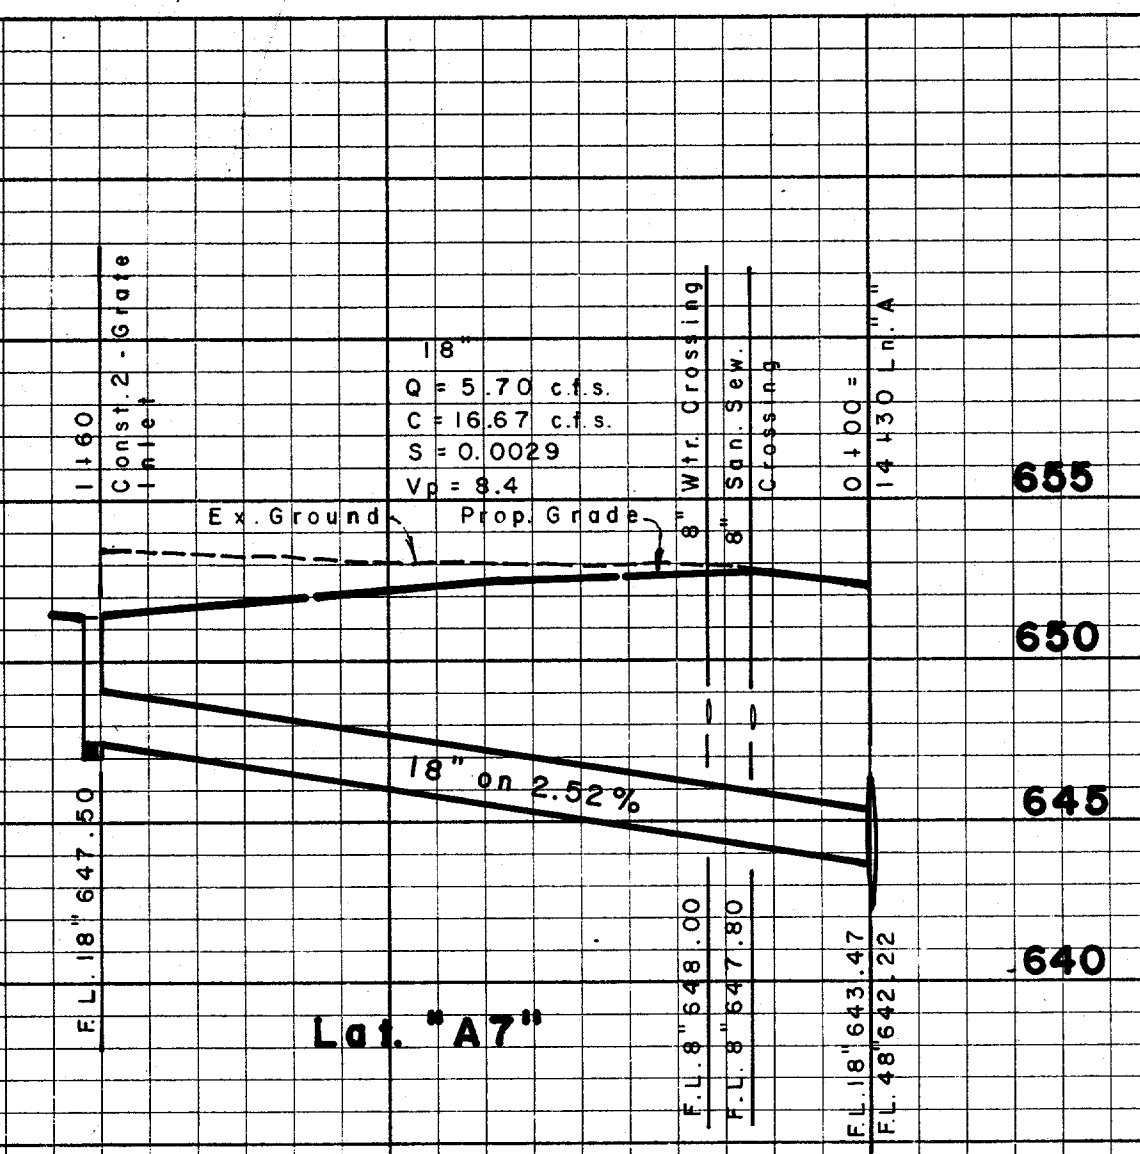 1+60
Const. 2-Grate
Inlet
18"
Q = 5.70 c.f.s.
C = 16.67 c.f.s.
S = 0.0029
Vp = 8.4
8" Wtr. Crossing
8" San. Sew.
Crossing
0+00 =
14+30 Ln. "A"
655
Ex. Ground
Prop. Grade
650
18" on 2.52%
645
F.L. 18" 647.50
F.L. 8" 648.00
F.L. 8" 647.80
F.L. 18" 643.47
F.L. 48" 642.22
640
Lat. "A7"